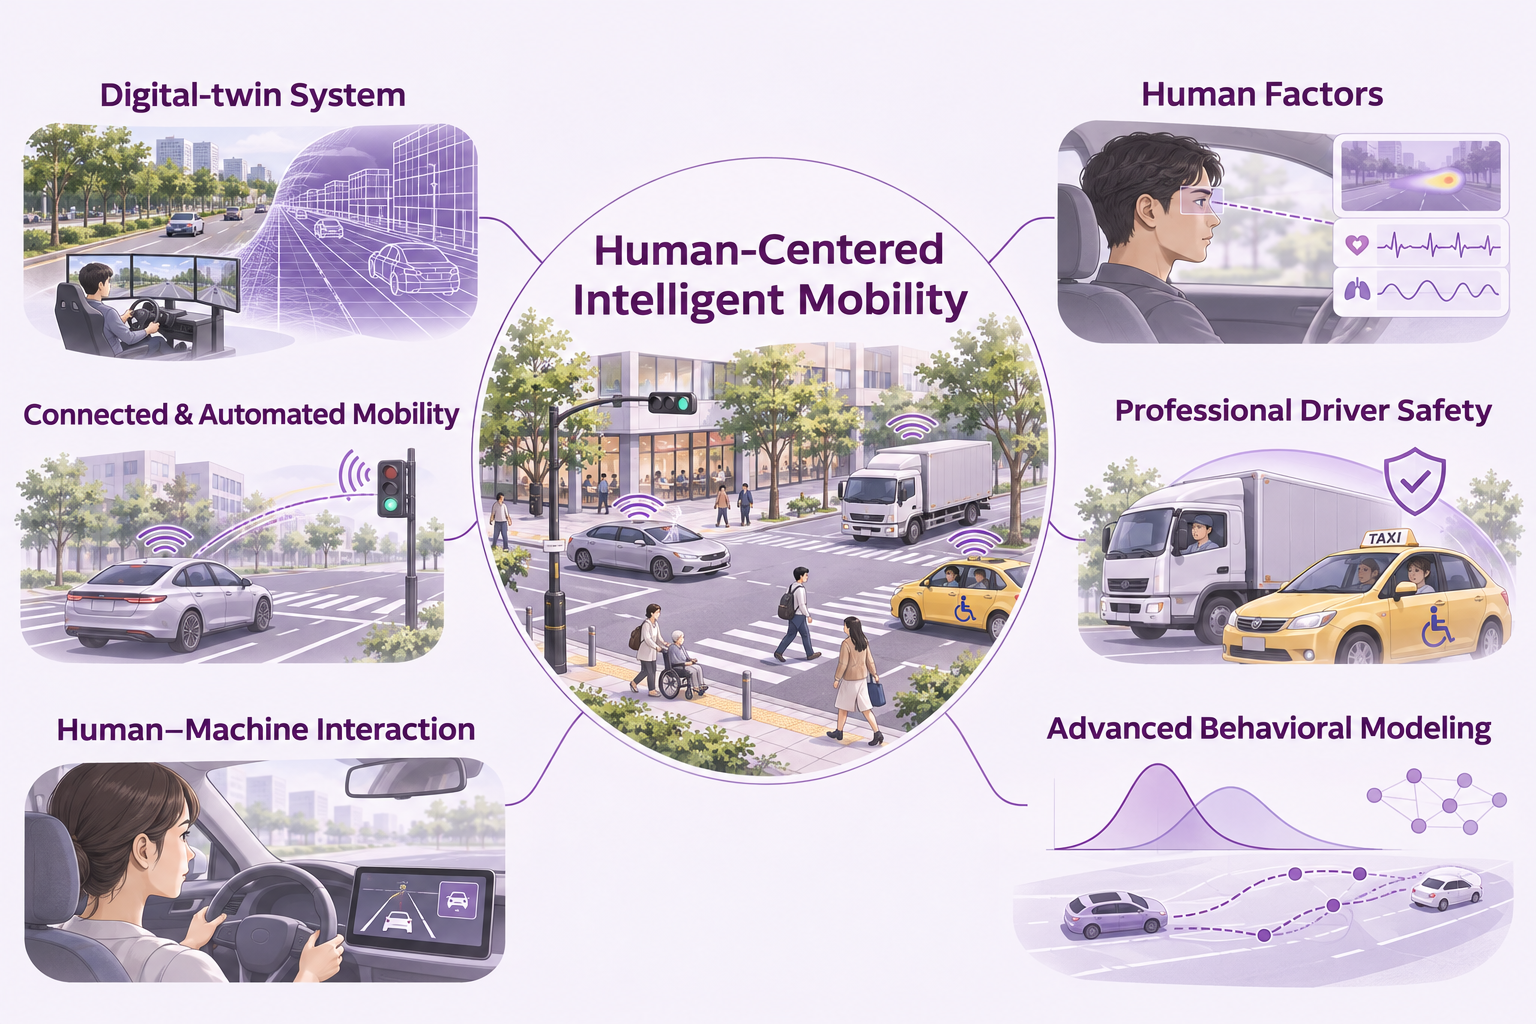 Digital-twin System
Human Factors
Human-Centered
Intelligent Mobility
Connected & Automated Mobility
Professional Driver Safety
TAXI
Human–Machine Interaction
Advanced Behavioral Modeling